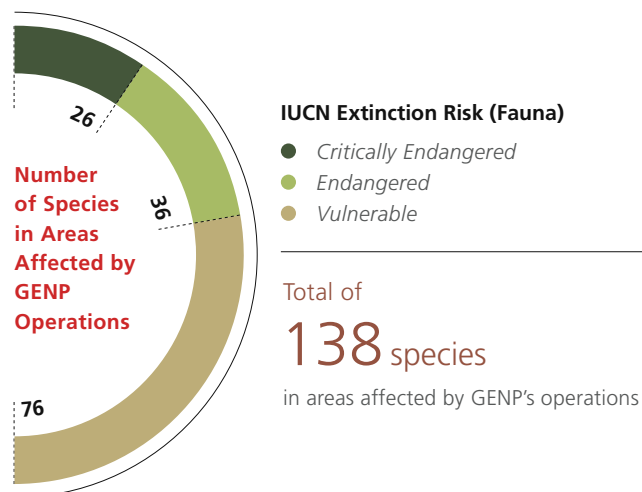 26
36
76
Number
of Species
in Areas
Affected by
GENP
Operations
IUCN Extinction Risk (Fauna)
Critically Endangered
Endangered
Vulnerable
Total of
138 species
in areas affected by GENP's operations